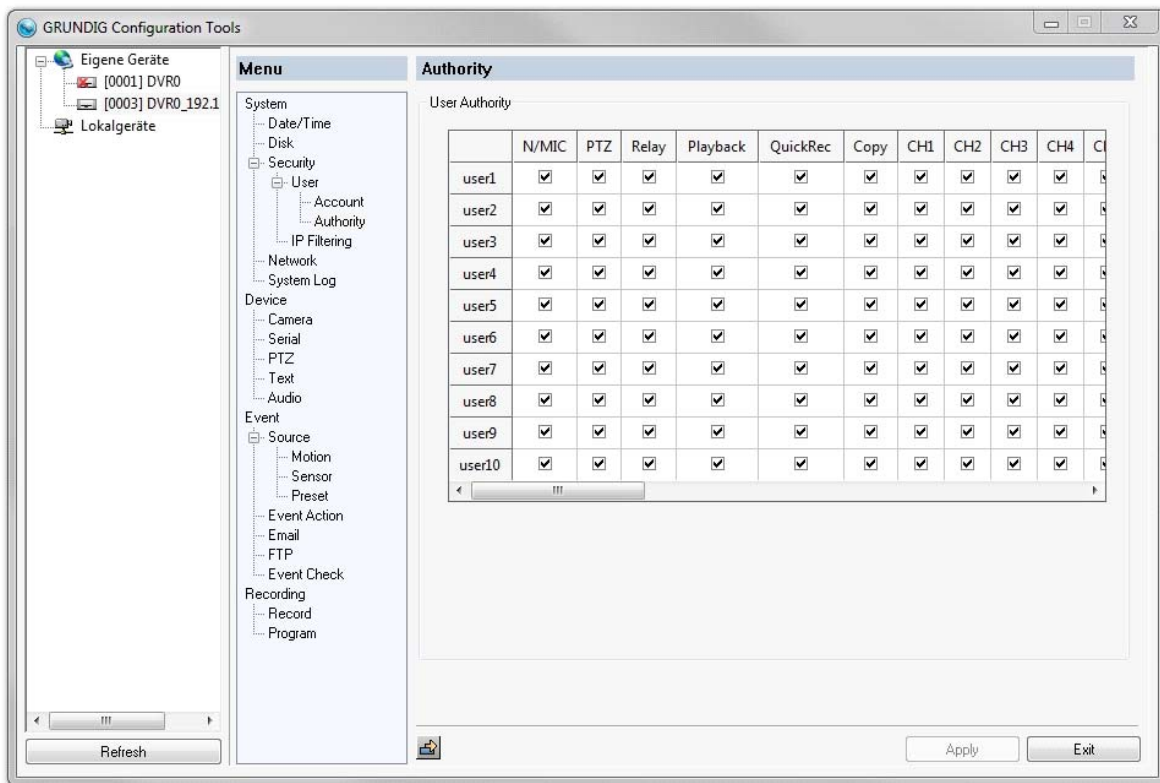 GRUNDIG Configuration Tools
Eigene Geräte
[0001] DVR0
[0003] DVR0_192.1
Lokalgeräte
Refresh
Menu
System
Date/Time
Disk
Security
User
Account
Authority
IP Filtering
Network
System Log
Device
Camera
Serial
PTZ
Text
Audio
Event
Source
Motion
Sensor
Preset
Event Action
Email
FTP
Event Check
Recording
Record
Program
Authority
User Authority
N/MIC PTZ Relay Playback QuickRec Copy CH1 CH2 CH3 CH4
user1
user2
user3
user4
user5
user6
user7
user8
user9
user10
Apply Exit